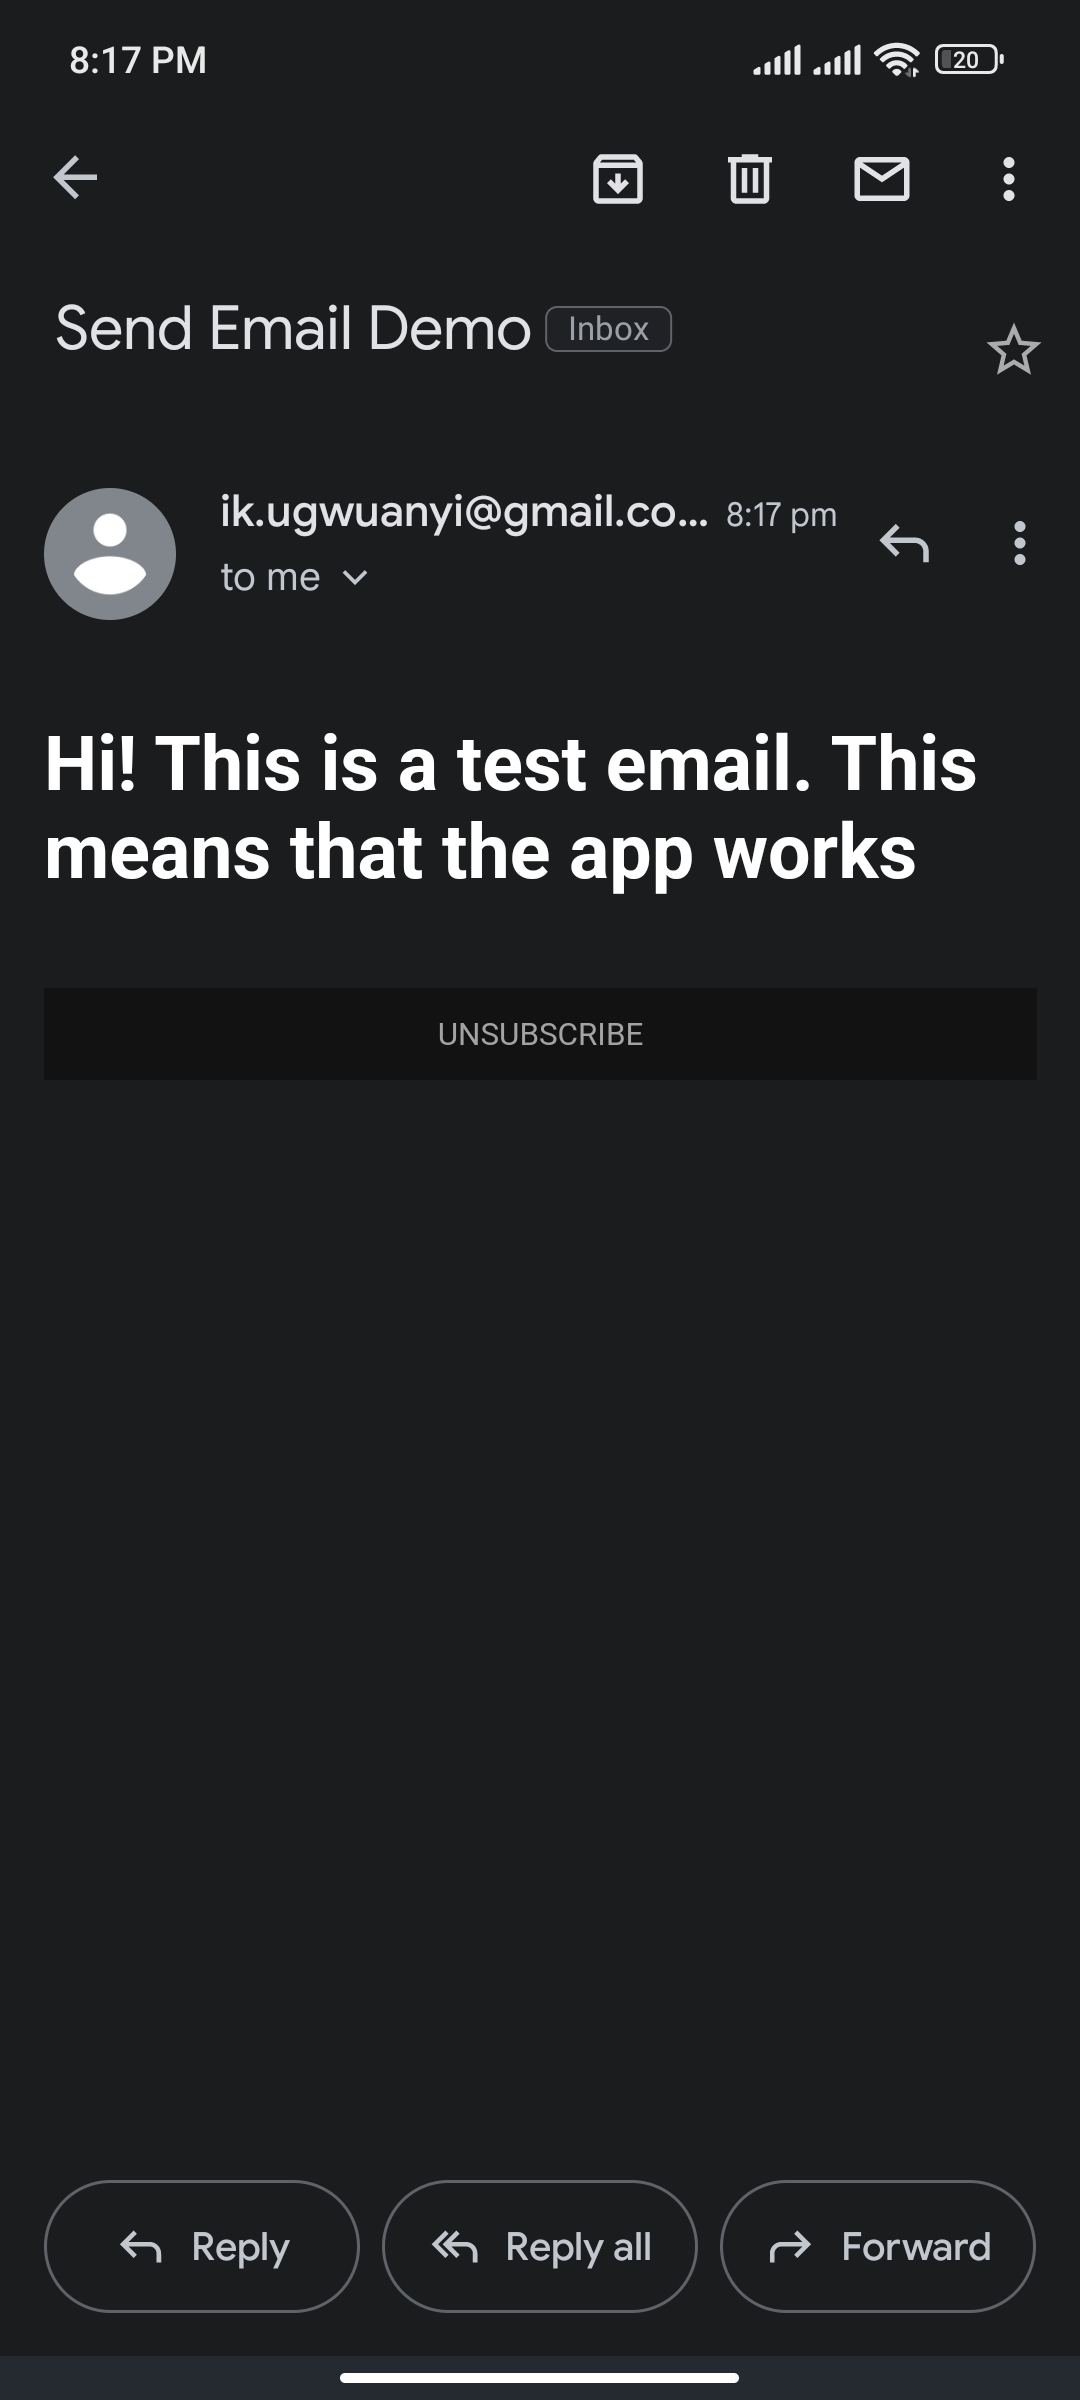 8:17 PM
20
Send Email Demo Inbox
ik.ugwuanyi@gmail.co... 8:17 pm
to me
Hi! This is a test email. This
means that the app works
UNSUBSCRIBE
Reply Reply all Forward